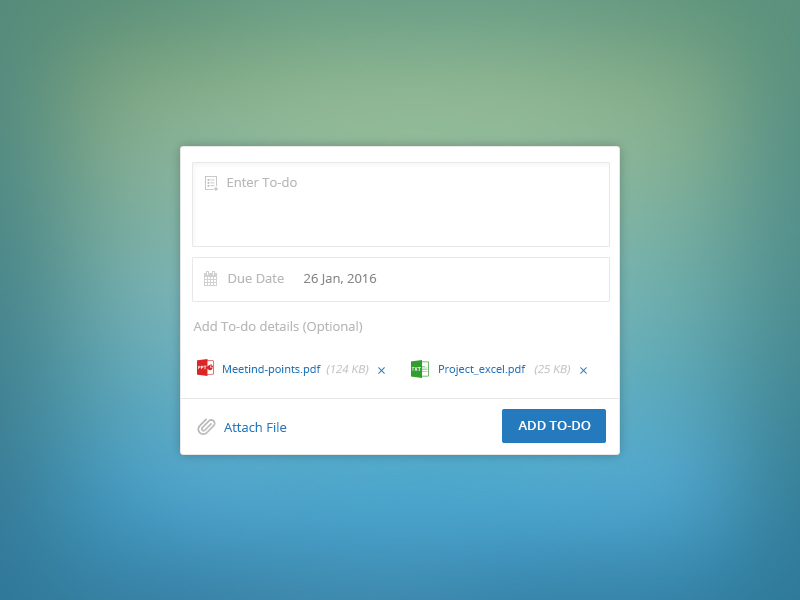 Enter To-do
Due Date 26 Jan, 2016
Add To-do details (Optional)
PPT Meetind-points.pdf (124 KB) × TXT Project_excel.pdf (25 KB) ×
Attach File ADD TO-DO